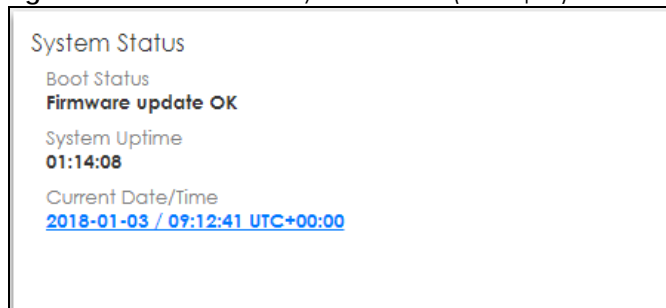 System Status
Boot Status
Firmware update OK
System Uptime
01:14:08
Current Date/Time
2018-01-03 / 09:12:41 UTC+00:00